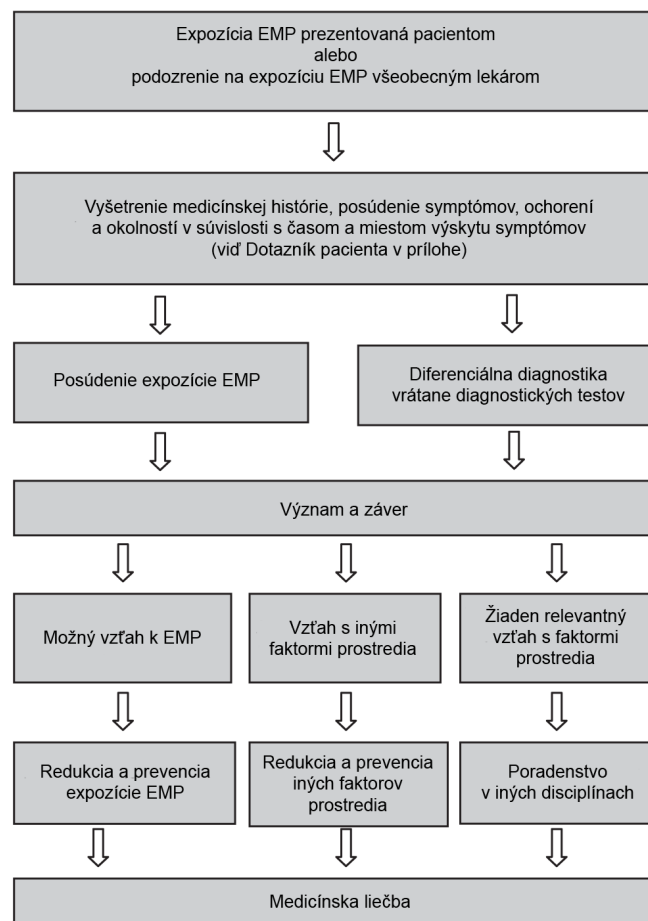 Expozícia EMP prezentovaná pacientom
alebo
podozrenie na expozíciu EMP všeobecným lekárom
Vyšetrenie medicínskej histórie, posúdenie symptómov, ochorení
a okolností v súvislosti s časom a miestom výskytu symptómov
(viď Dotazník pacienta v prílohe)
Posúdenie expozície EMP
Diferenciálna diagnostika
vrátane diagnostických testov
Význam a záver
Možný vzťah k EMP
Vzťah s inými
faktormi prostredia
Žiaden relevantný
vzťah s faktormi
prostredia
Redukcia a prevencia
expozície EMP
Redukcia a prevencia
iných faktorov
prostredia
Poradenstvo
v iných disciplínach
Medicínska liečba